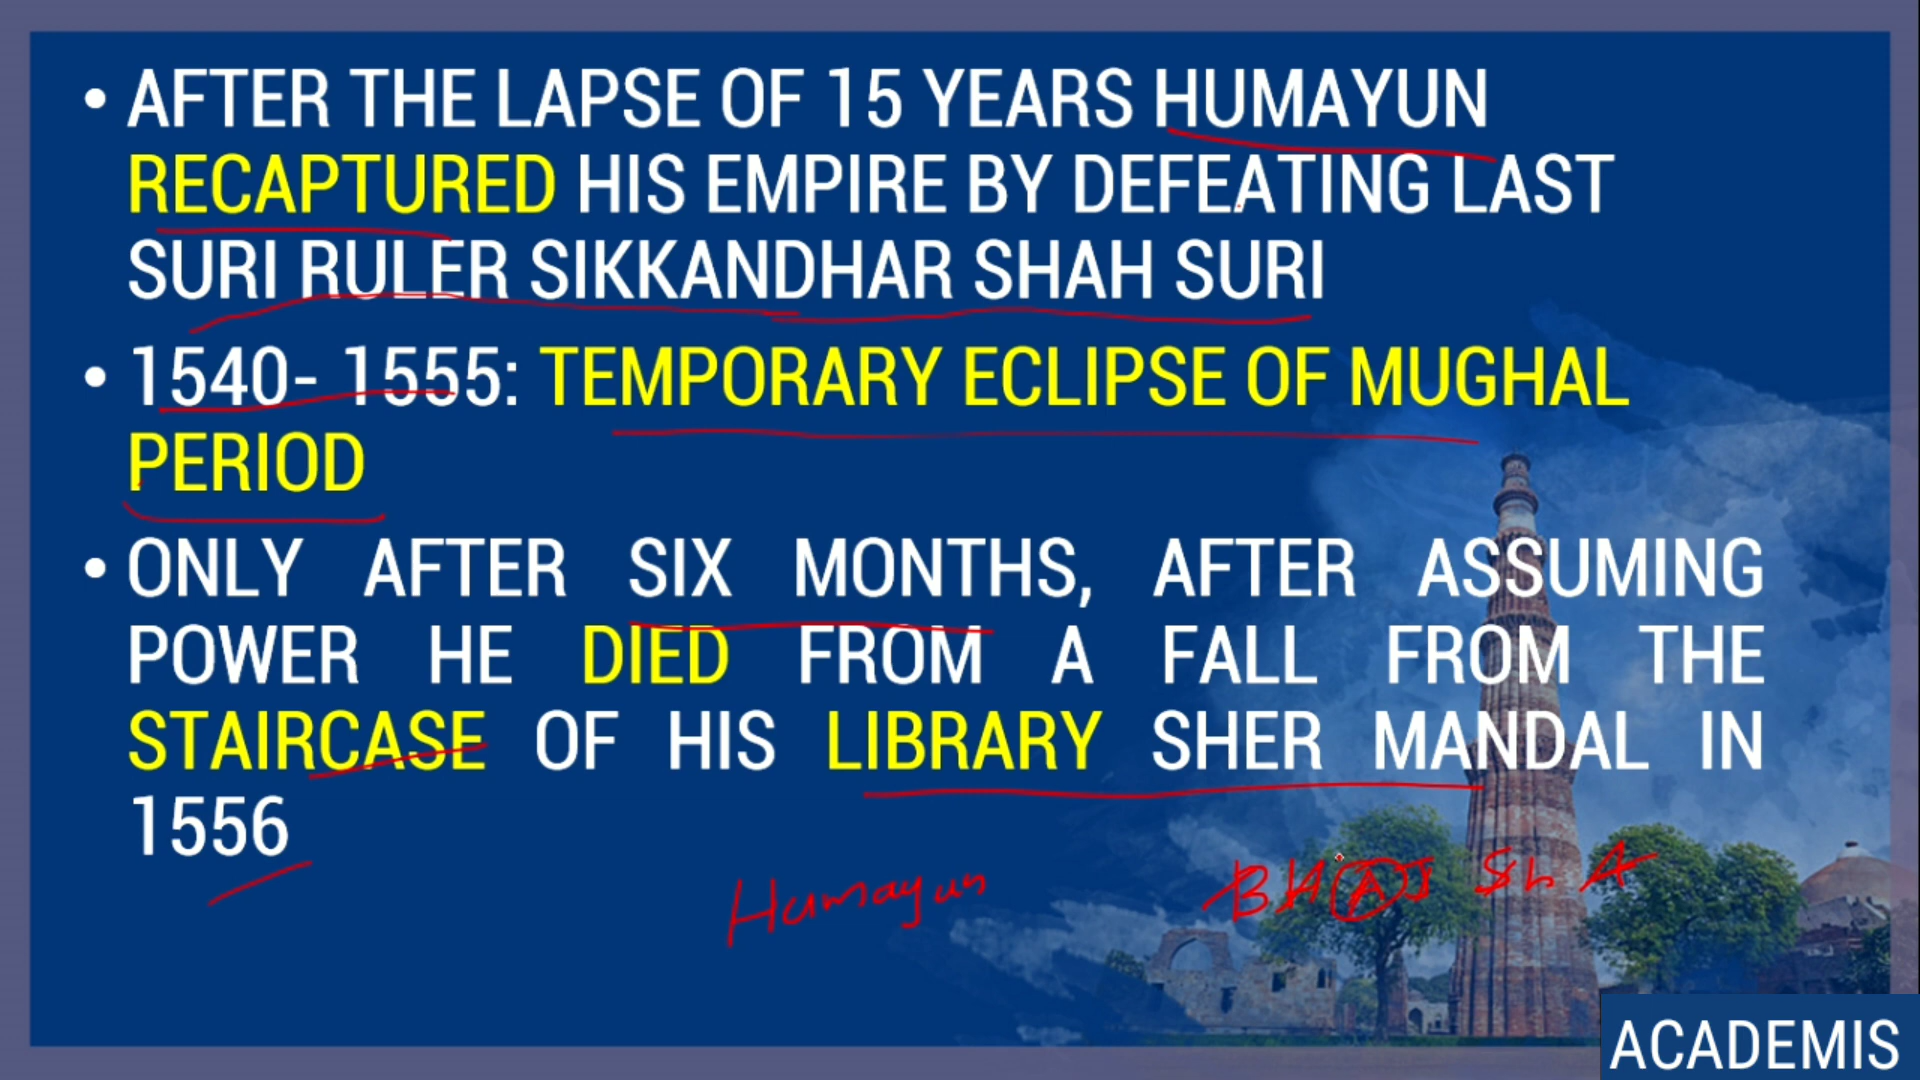 • AFTER THE LAPSE OF 15 YEARS HUMAYUN
RECAPTURED HIS EMPIRE BY DEFEATING LAST
SURI RULER SIKKANDHAR SHAH SURI
• 1540- 1555: TEMPORARY ECLIPSE OF MUGHAL
PERIOD
• ONLY AFTER SIX MONTHS, AFTER ASSUMING
POWER HE DIED FROM A FALL FROM THE
STAIRCASE OF HIS LIBRARY SHER MANDAL IN
1556
Humayun
BHAJ Sh A
ACADEMIS